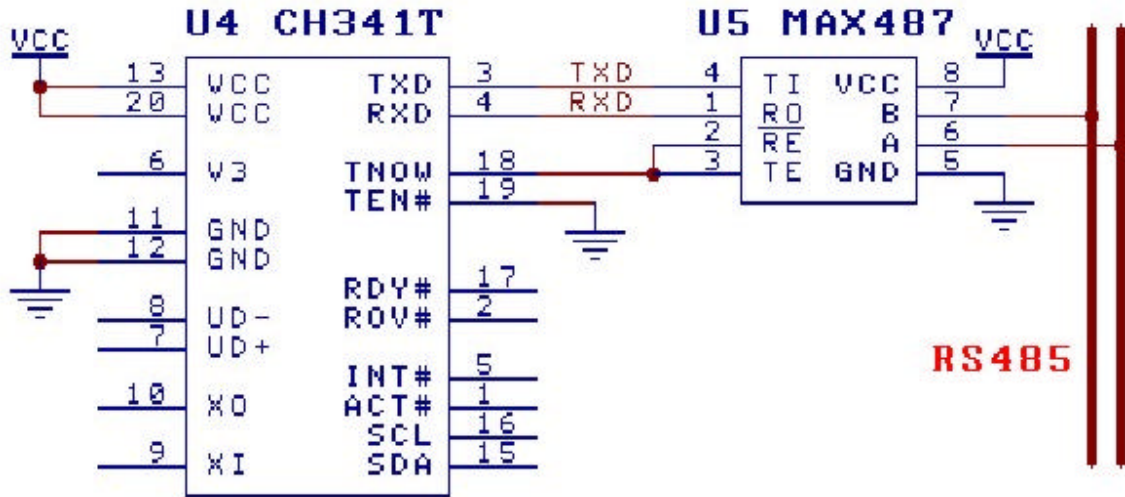 U4 CH341T
U5 MAX487
VCC
VCC
13 VCC TXD 3 TXD 4 TI VCC 8
20 VCC RXD 4 RXD 1 RO B 7
2 RE A 6
6 V3 TNOW 18 3 TE GND 5
TEN# 19
11 GND
12 GND
RDY# 17
8 UD- ROV# 2
7 UD+
RS485
INT# 5
10 XO ACT# 1
SCL 16
9 XI SDA 15